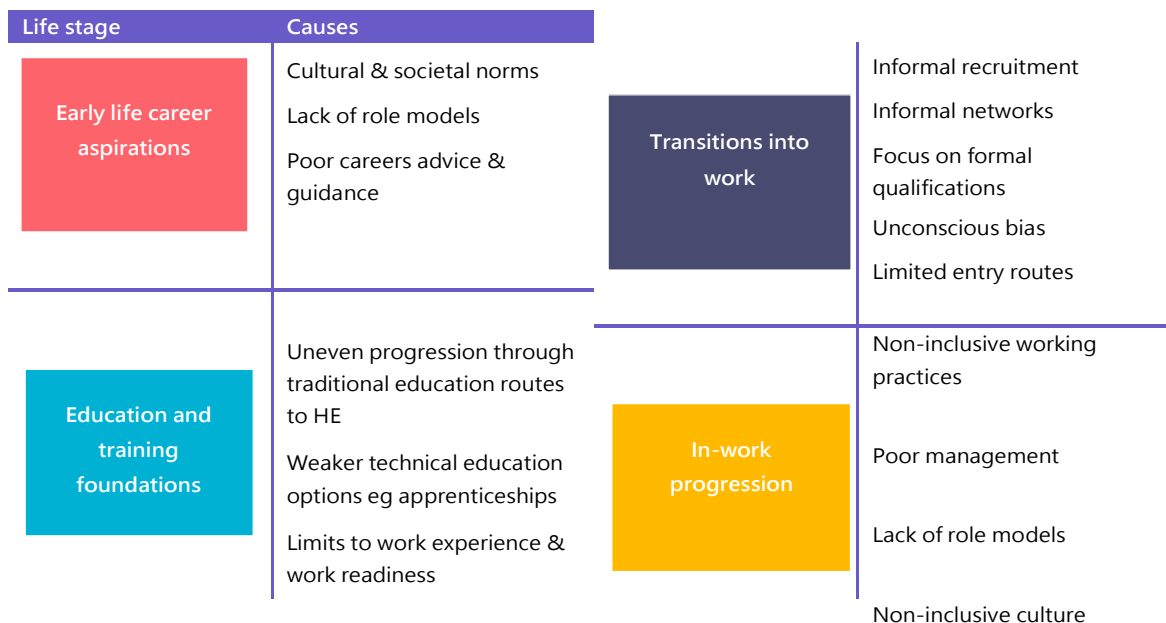 Life stage
Causes
Early life career
aspirations
Cultural & societal norms
Lack of role models
Poor careers advice &
guidance
Education and
training
foundations
Uneven progression through
traditional education routes
to HE
Weaker technical education
options eg apprenticeships
Limits to work experience &
work readiness
Transitions into
work
Informal recruitment
Informal networks
Focus on formal
qualifications
Unconscious bias
Limited entry routes
In-work
progression
Non-inclusive working
practices
Poor management
Lack of role models
Non-inclusive culture